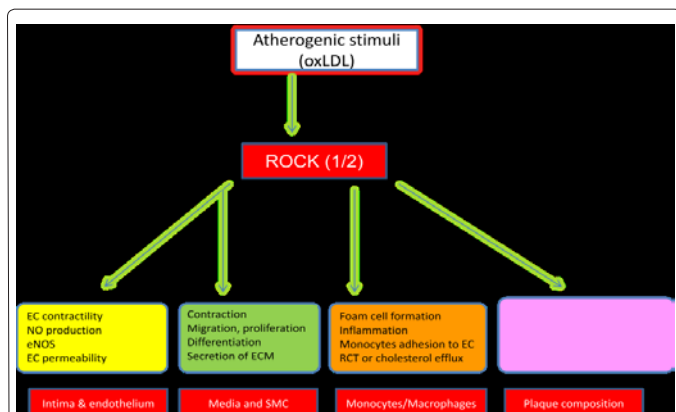 Atherogenic stimuli
(oxLDL)
ROCK (1/2)
EC contractility
NO production
eNOS
EC permeability
Contraction
Migration, proliferation
Differentiation
Secretion of ECM
Foam cell formation
Inflammation
Monocytes adhesion to EC
RCT or cholesterol efflux
Intima & endothelium
Media and SMC
Monocytes/Macrophages
Plaque composition